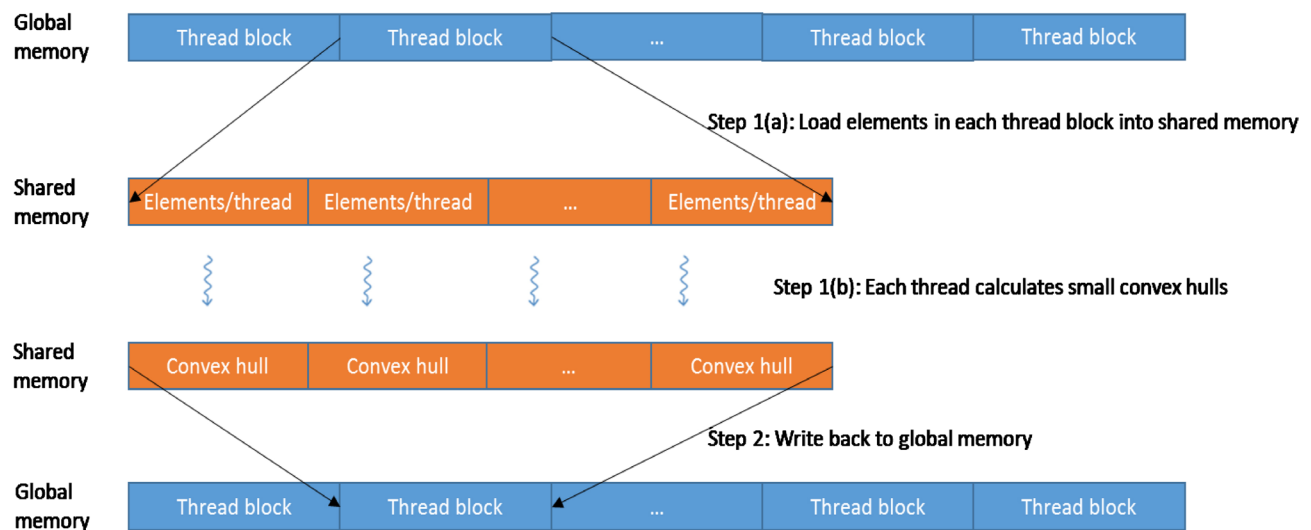 Global memory
Thread block Thread block ... Thread block Thread block
Step 1(a): Load elements in each thread block into shared memory
Shared memory
Elements/thread Elements/thread ... Elements/thread
Step 1(b): Each thread calculates small convex hulls
Shared memory
Convex hull Convex hull ... Convex hull
Step 2: Write back to global memory
Global memory
Thread block Thread block ... Thread block Thread block